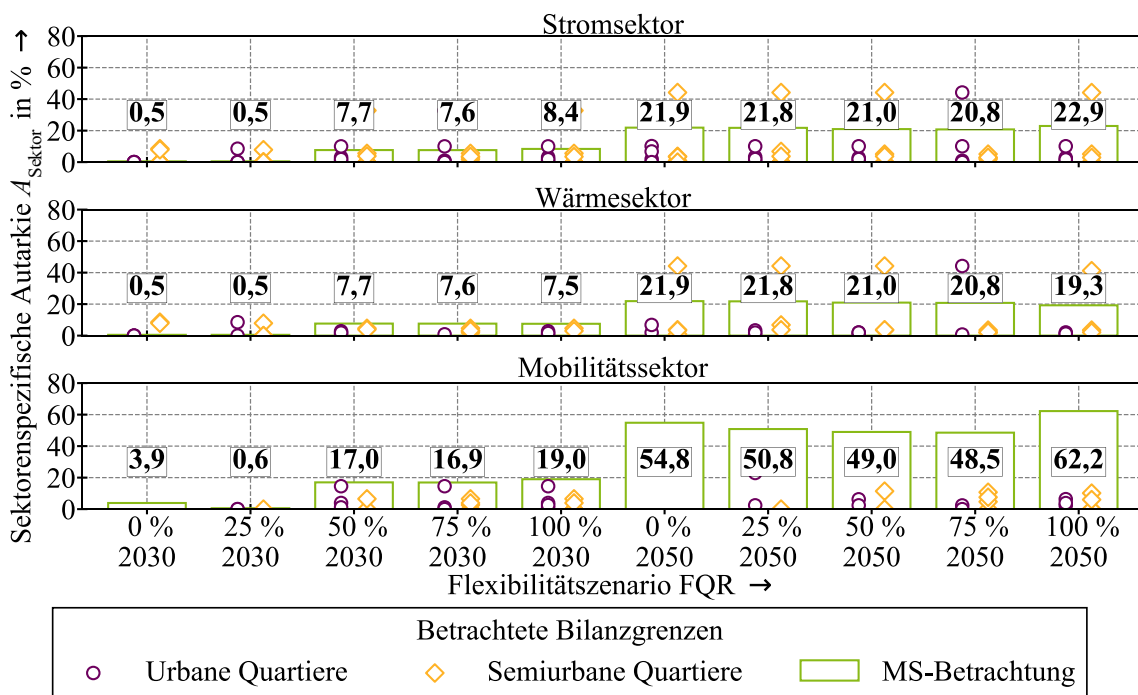 Stromsektor
80
60
40
20
0
0,5 0,5 7,7 7,6 8,4 21,9 21,8 21,0 20,8 22,9
Wärmesektor
80
60
40
20
0
0,5 0,5 7,7 7,6 7,5 21,9 21,8 21,0 20,8 19,3
Mobilitätssektor
80
60
40
20
0
3,9 0,6 17,0 16,9 19,0 54,8 50,8 49,0 48,5 62,2
Sektorenspezifische Autarkie A_Sektor in % →
0 % 25 % 50 % 75 % 100 % 0 % 25 % 50 % 75 % 100 %
2030 2030 2030 2030 2030 2050 2050 2050 2050 2050
Flexibilitätszenario FQR →
Betrachtete Bilanzgrenzen
Urbane Quartiere Semiurbane Quartiere MS-Betrachtung